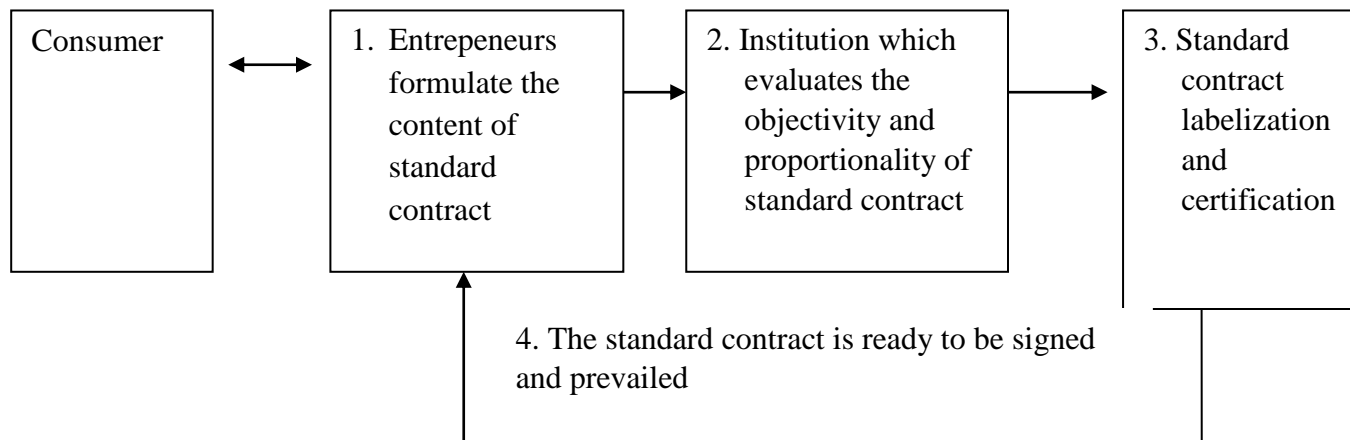 Consumer
1. Entrepeneurs
formulate the
content of
standard
contract
2. Institution which
evaluates the
objectivity and
proportionality of
standard contract
3. Standard
contract
labelization
and
certification
4. The standard contract is ready to be signed
and prevailed